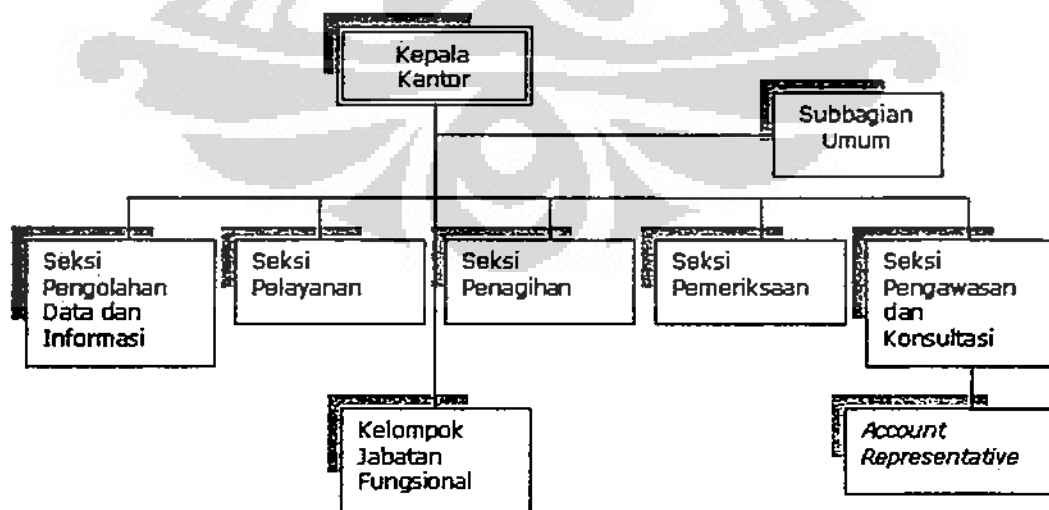 Kepala
Kantor
Subbagian
Umum
Seksi
Pengolahan
Data dan
Informasi
Seksi
Pelayanan
Seksi
Penagihan
Seksi
Pemeriksaan
Seksi
Pengawasan
dan
Konsultasi
Kelompok
Jabatan
Fungsional
Account
Representative